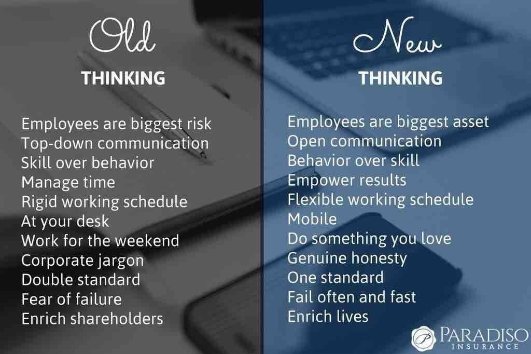 Old
THINKING
Employees are biggest risk
Top-down communication
Skill over behavior
Manage time
Rigid working schedule
At your desk
Work for the weekend
Corporate jargon
Double standard
Fear of failure
Enrich shareholders
New
THINKING
Employees are biggest asset
Open communication
Behavior over skill
Empower results
Flexible working schedule
Mobile
Do something you love
Genuine honesty
One standard
Fail often and fast
Enrich lives
PARADISO
INSURANCE